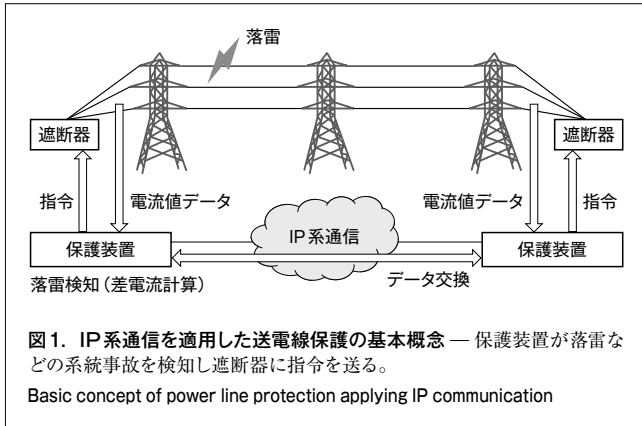 落雷
遮断器
遮断器
指令
電流値データ
電流値データ
指令
IP系通信
保護装置
保護装置
落雷検知(差電流計算)
データ交換
図1. IP系通信を適用した送電線保護の基本概念 — 保護装置が落雷な
どの系統事故を検知し遮断器に指令を送る。
Basic concept of power line protection applying IP communication